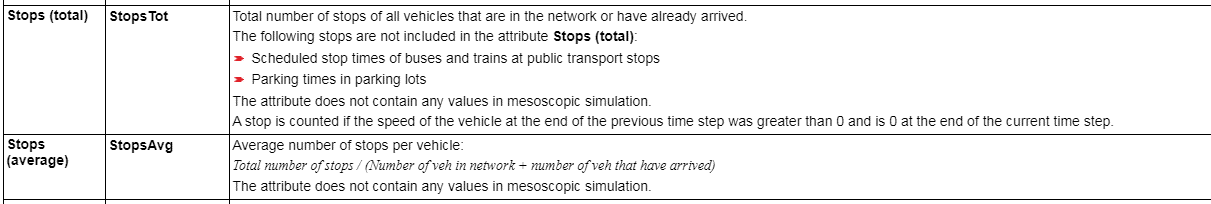 Stops (total) StopsTot Total number of stops of all vehicles that are in the network or have already arrived.
The following stops are not included in the attribute Stops (total):
Scheduled stop times of buses and trains at public transport stops
Parking times in parking lots
The attribute does not contain any values in mesoscopic simulation.
A stop is counted if the speed of the vehicle at the end of the previous time step was greater than 0 and is 0 at the end of the current time step.
Stops StopsAvg Average number of stops per vehicle:
(average) Total number of stops / (Number of veh in network + number of veh that have arrived)
The attribute does not contain any values in mesoscopic simulation.